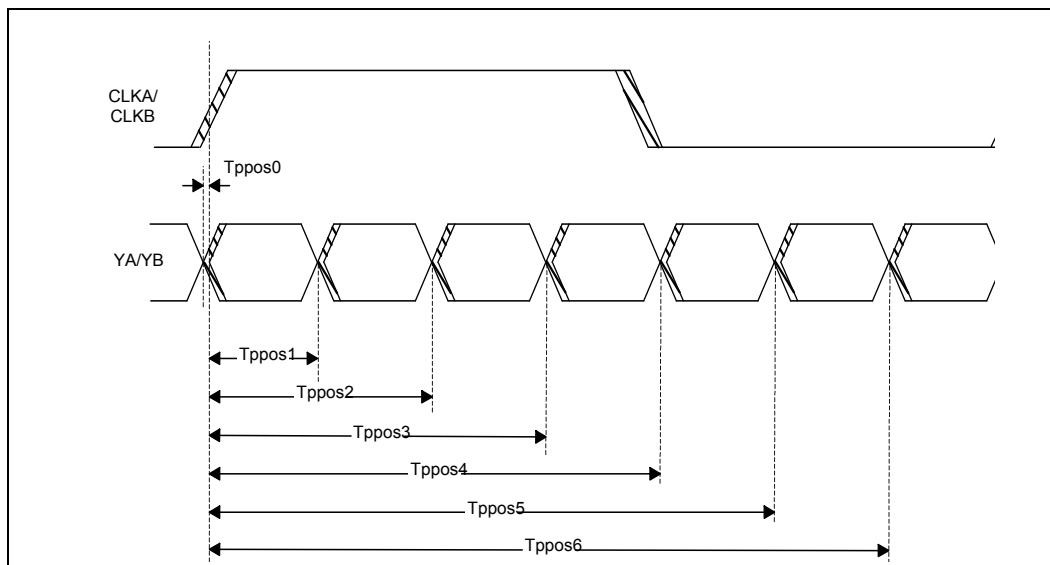 CLKA/
CLKB
Tppos0
YA/YB
Tppos1
Tppos2
Tppos3
Tppos4
Tppos5
Tppos6